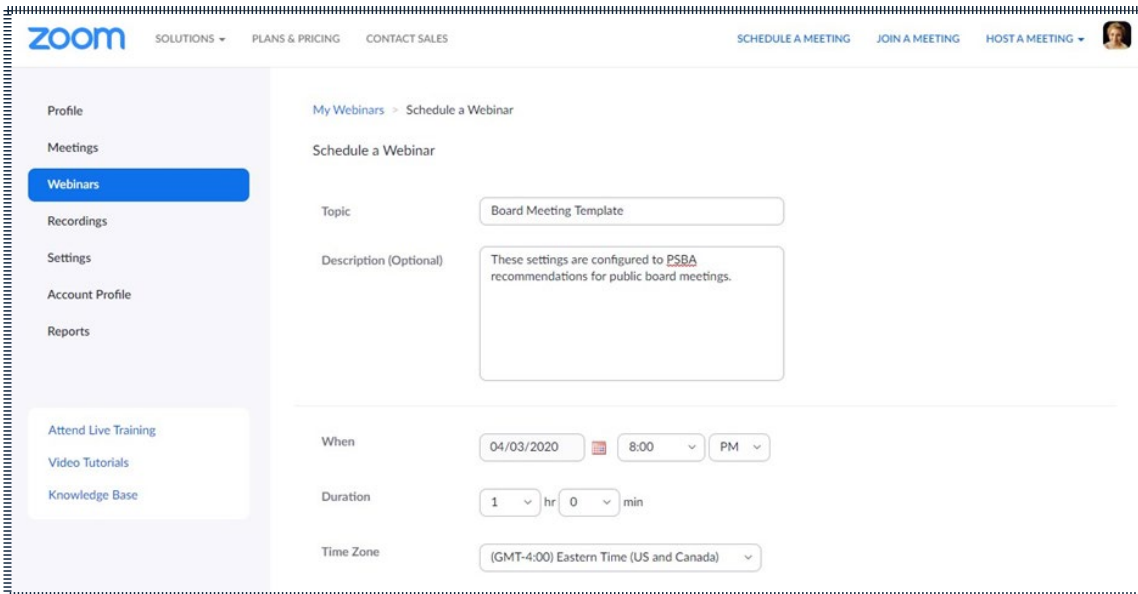 zoom SOLUTIONS PLANS & PRICING CONTACT SALES SCHEDULE A MEETING JOIN A MEETING HOST A MEETING
Profile
Meetings
Webinars
Recordings
Settings
Account Profile
Reports
Attend Live Training
Video Tutorials
Knowledge Base
My Webinars > Schedule a Webinar
Schedule a Webinar
Topic Board Meeting Template
Description (Optional) These settings are configured to PSBA
recommendations for public board meetings.
When 04/03/2020 8:00 PM
Duration 1 hr 0 min
Time Zone (GMT-4:00) Eastern Time (US and Canada)